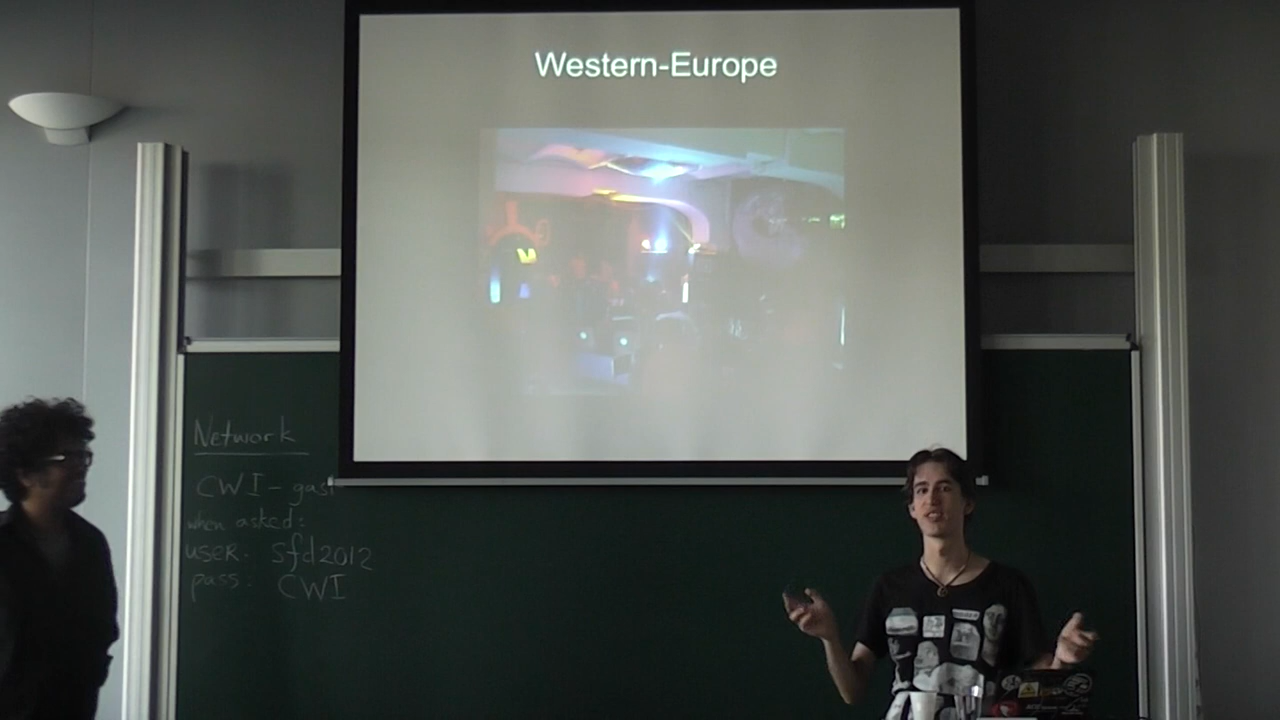 Western-Europe
Network
CWI - gast
when asked:
user: sfd2012
pass: CWI